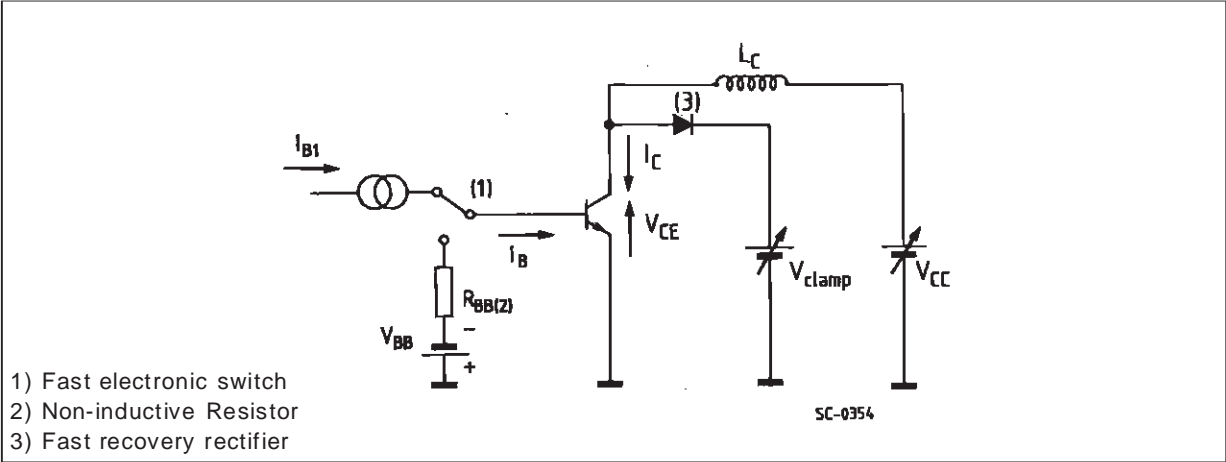 L_C
(3)
I_B1
(1)
I_C
V_CE
I_B
V_clamp
V_CC
R_BB(2)
V_BB
−
+
SC-0354
1) Fast electronic switch
2) Non-inductive Resistor
3) Fast recovery rectifier